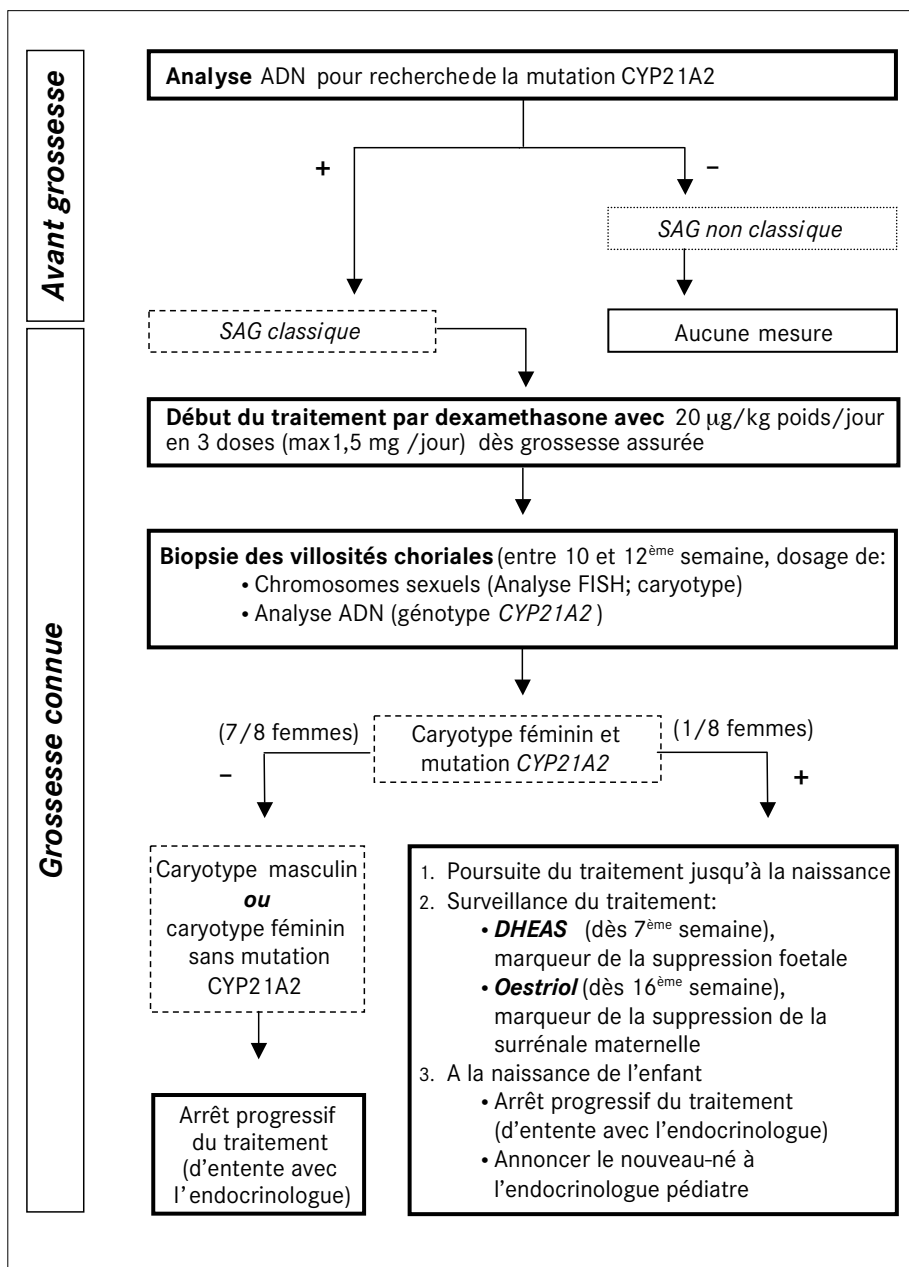 Avant grossesse
Analyse ADN pour recherchede la mutation CYP21A2
+
–
SAG non classique
SAG classique
Aucune mesure
Grossesse connue
Début du traitement par dexamethasone avec 20 µg/kg poids/jour
en 3 doses (max1,5 mg /jour) dès grossesse assurée
Biopsie des villosités choriales (entre 10 et 12ème semaine, dosage de:
• Chromosomes sexuels (Analyse FISH; caryotype)
• Analyse ADN (génotype CYP21A2)
(7/8 femmes)
–
Caryotype féminin et
mutation CYP21A2
(1/8 femmes)
+
Caryotype masculin
ou
caryotype féminin
sans mutation
CYP21A2
Arrêt progressif
du traitement
(d'entente avec
l'endocrinologue)
1. Poursuite du traitement jusqu'à la naissance
2. Surveillance du traitement:
• DHEAS (dès 7ème semaine),
marqueur de la suppression foetale
• Oestriol (dès 16ème semaine),
marqueur de la suppression de la
surrénale maternelle
3. A la naissance de l'enfant
• Arrêt progressif du traitement
(d'entente avec l'endocrinologue)
• Annoncer le nouveau-né à
l'endocrinologue pédiatre